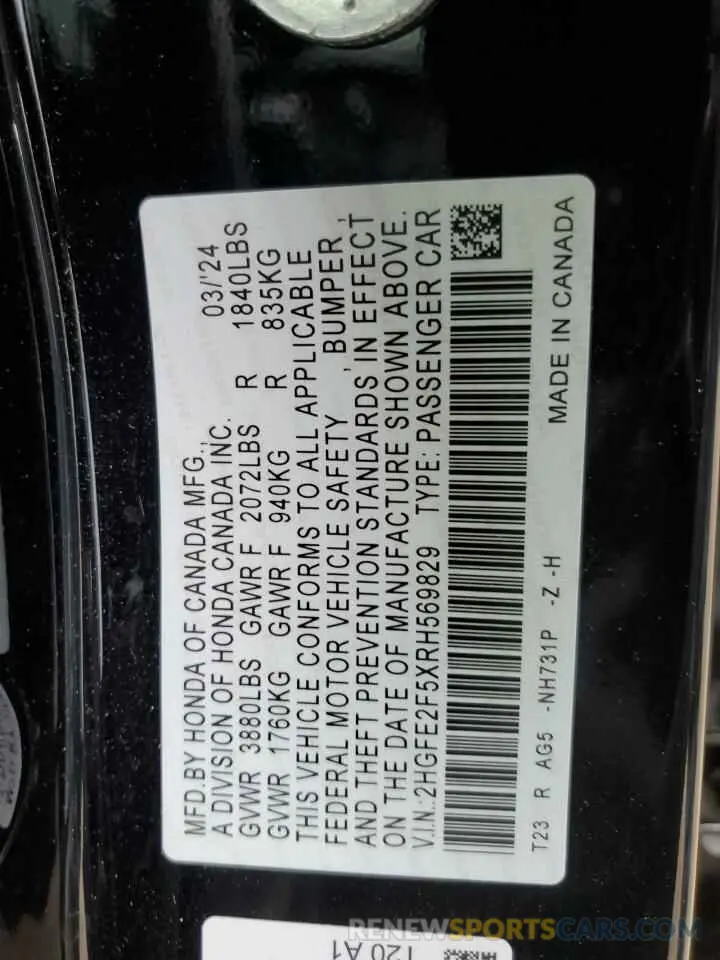 MFD.BY HONDA OF CANADA MFG.,
A DIVISION OF HONDA CANADA INC. 03/'24
GVWR 3880LBS GAWR F 2072LBS R 1840LBS
GVWR 1760KG GAWR F 940KG R 835KG
THIS VEHICLE CONFORMS TO ALL APPLICABLE
FEDERAL MOTOR VEHICLE SAFETY , BUMPER ,
AND THEFT PREVENTION STANDARDS IN EFFECT
ON THE DATE OF MANUFACTURE SHOWN ABOVE.
V.I.N.:2HGFE2F5XRH569829 TYPE: PASSENGER CAR
T23 R AG5 -NH731P -Z -H
MADE IN CANADA
120 A1
RENEWSPORTSCARS.COM